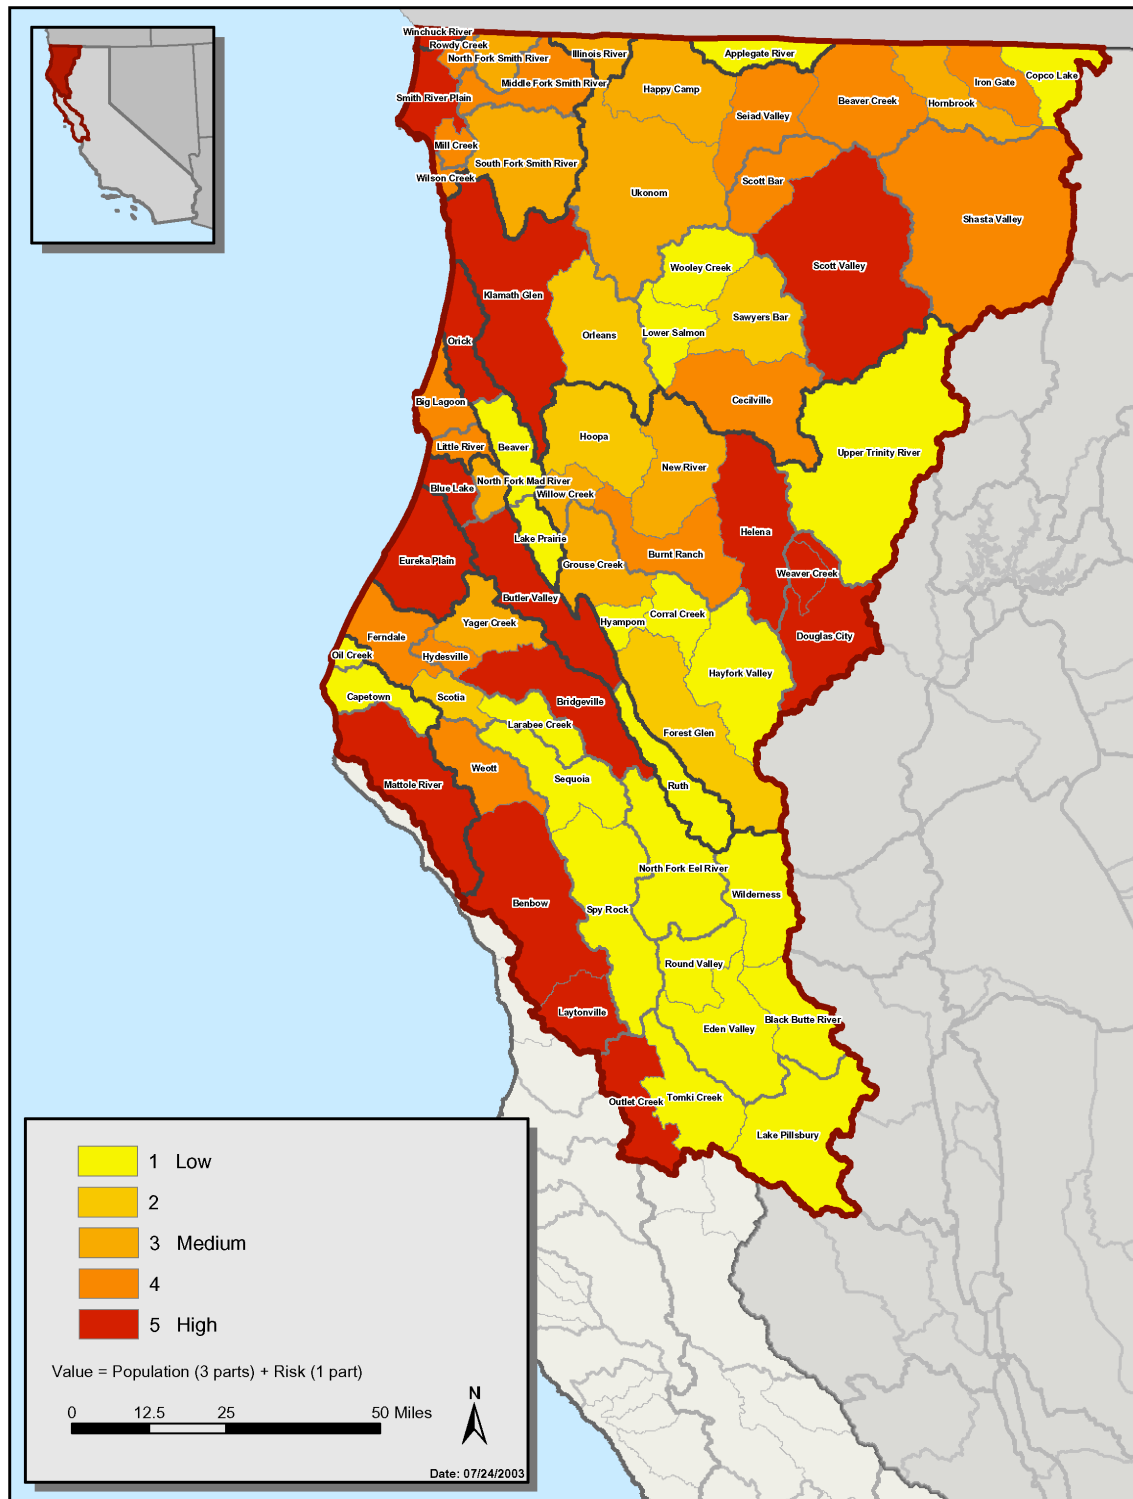 Winchuck River
Rowdy Creek
North Fork Smith River
Illinois River
Applegate River
Middle Fork Smith River
Smith River Plain
Happy Camp
Seiad Valley
Beaver Creek
Hornbrook
Iron Gate
Copco Lake
Mill Creek
South Fork Smith River
Wilson Creek
Ukonom
Scott Bar
Shasta Valley
Wooley Creek
Scott Valley
Klamath Glen
Sawyers Bar
Orleans
Lower Salmon
Orick
Big Lagoon
Cecilville
Little River
Beaver
Hoopa
New River
Upper Trinity River
Blue Lake
North Fork Mad River
Willow Creek
Helena
Lake Prairie
Eureka Plain
Grouse Creek
Burnt Ranch
Weaver Creek
Butler Valley
Yager Creek
Hyampom
Corral Creek
Douglas City
Ferndale
Oil Creek
Hydesville
Hayfork Valley
Capetown
Scotia
Bridgeville
Larabee Creek
Forest Glen
Weott
Sequoia
Mattole River
Ruth
North Fork Eel River
Wilderness
Benbow
Spy Rock
Round Valley
Laytonville
Eden Valley
Black Butte River
Outlet Creek
Tomki Creek
Lake Pillsbury
1 Low
2
3 Medium
4
5 High
Value = Population (3 parts) + Risk (1 part)
N
0 12.5 25 50 Miles
Date: 07/24/2003